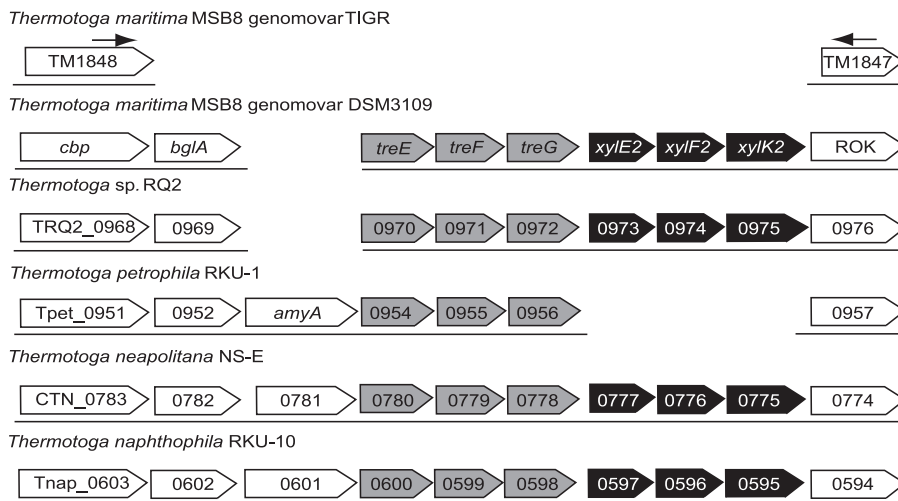 Thermotoga maritima MSB8 genomovar TIGR
TM1848 TM1847
Thermotoga maritima MSB8 genomovar DSM3109
cbp bglA treE treF treG xylE2 xylF2 xylK2 ROK
Thermotoga sp. RQ2
TRQ2_0968 0969 0970 0971 0972 0973 0974 0975 0976
Thermotoga petrophila RKU-1
Tpet_0951 0952 amyA 0954 0955 0956 0957
Thermotoga neapolitana NS-E
CTN_0783 0782 0781 0780 0779 0778 0777 0776 0775 0774
Thermotoga naphthophila RKU-10
Tnap_0603 0602 0601 0600 0599 0598 0597 0596 0595 0594